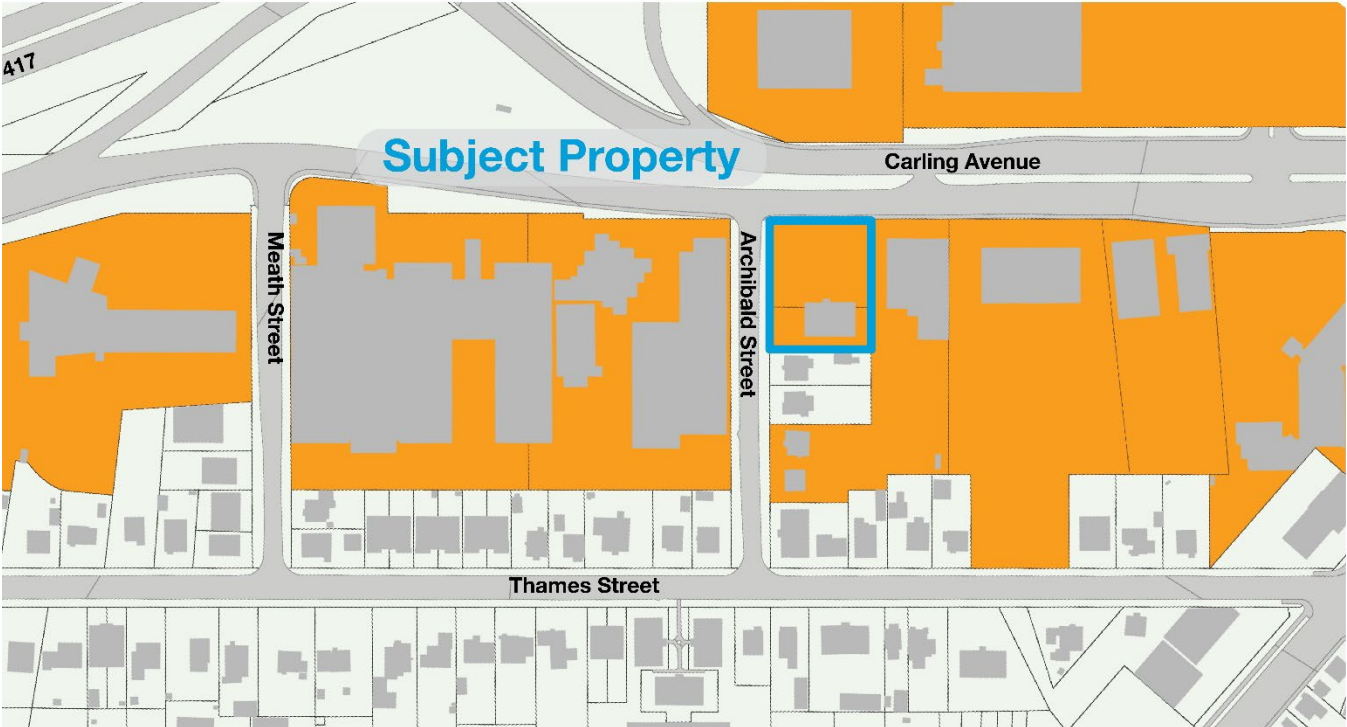 417
Subject Property
Carling Avenue
Meath Street
Archibald Street
Thames Street